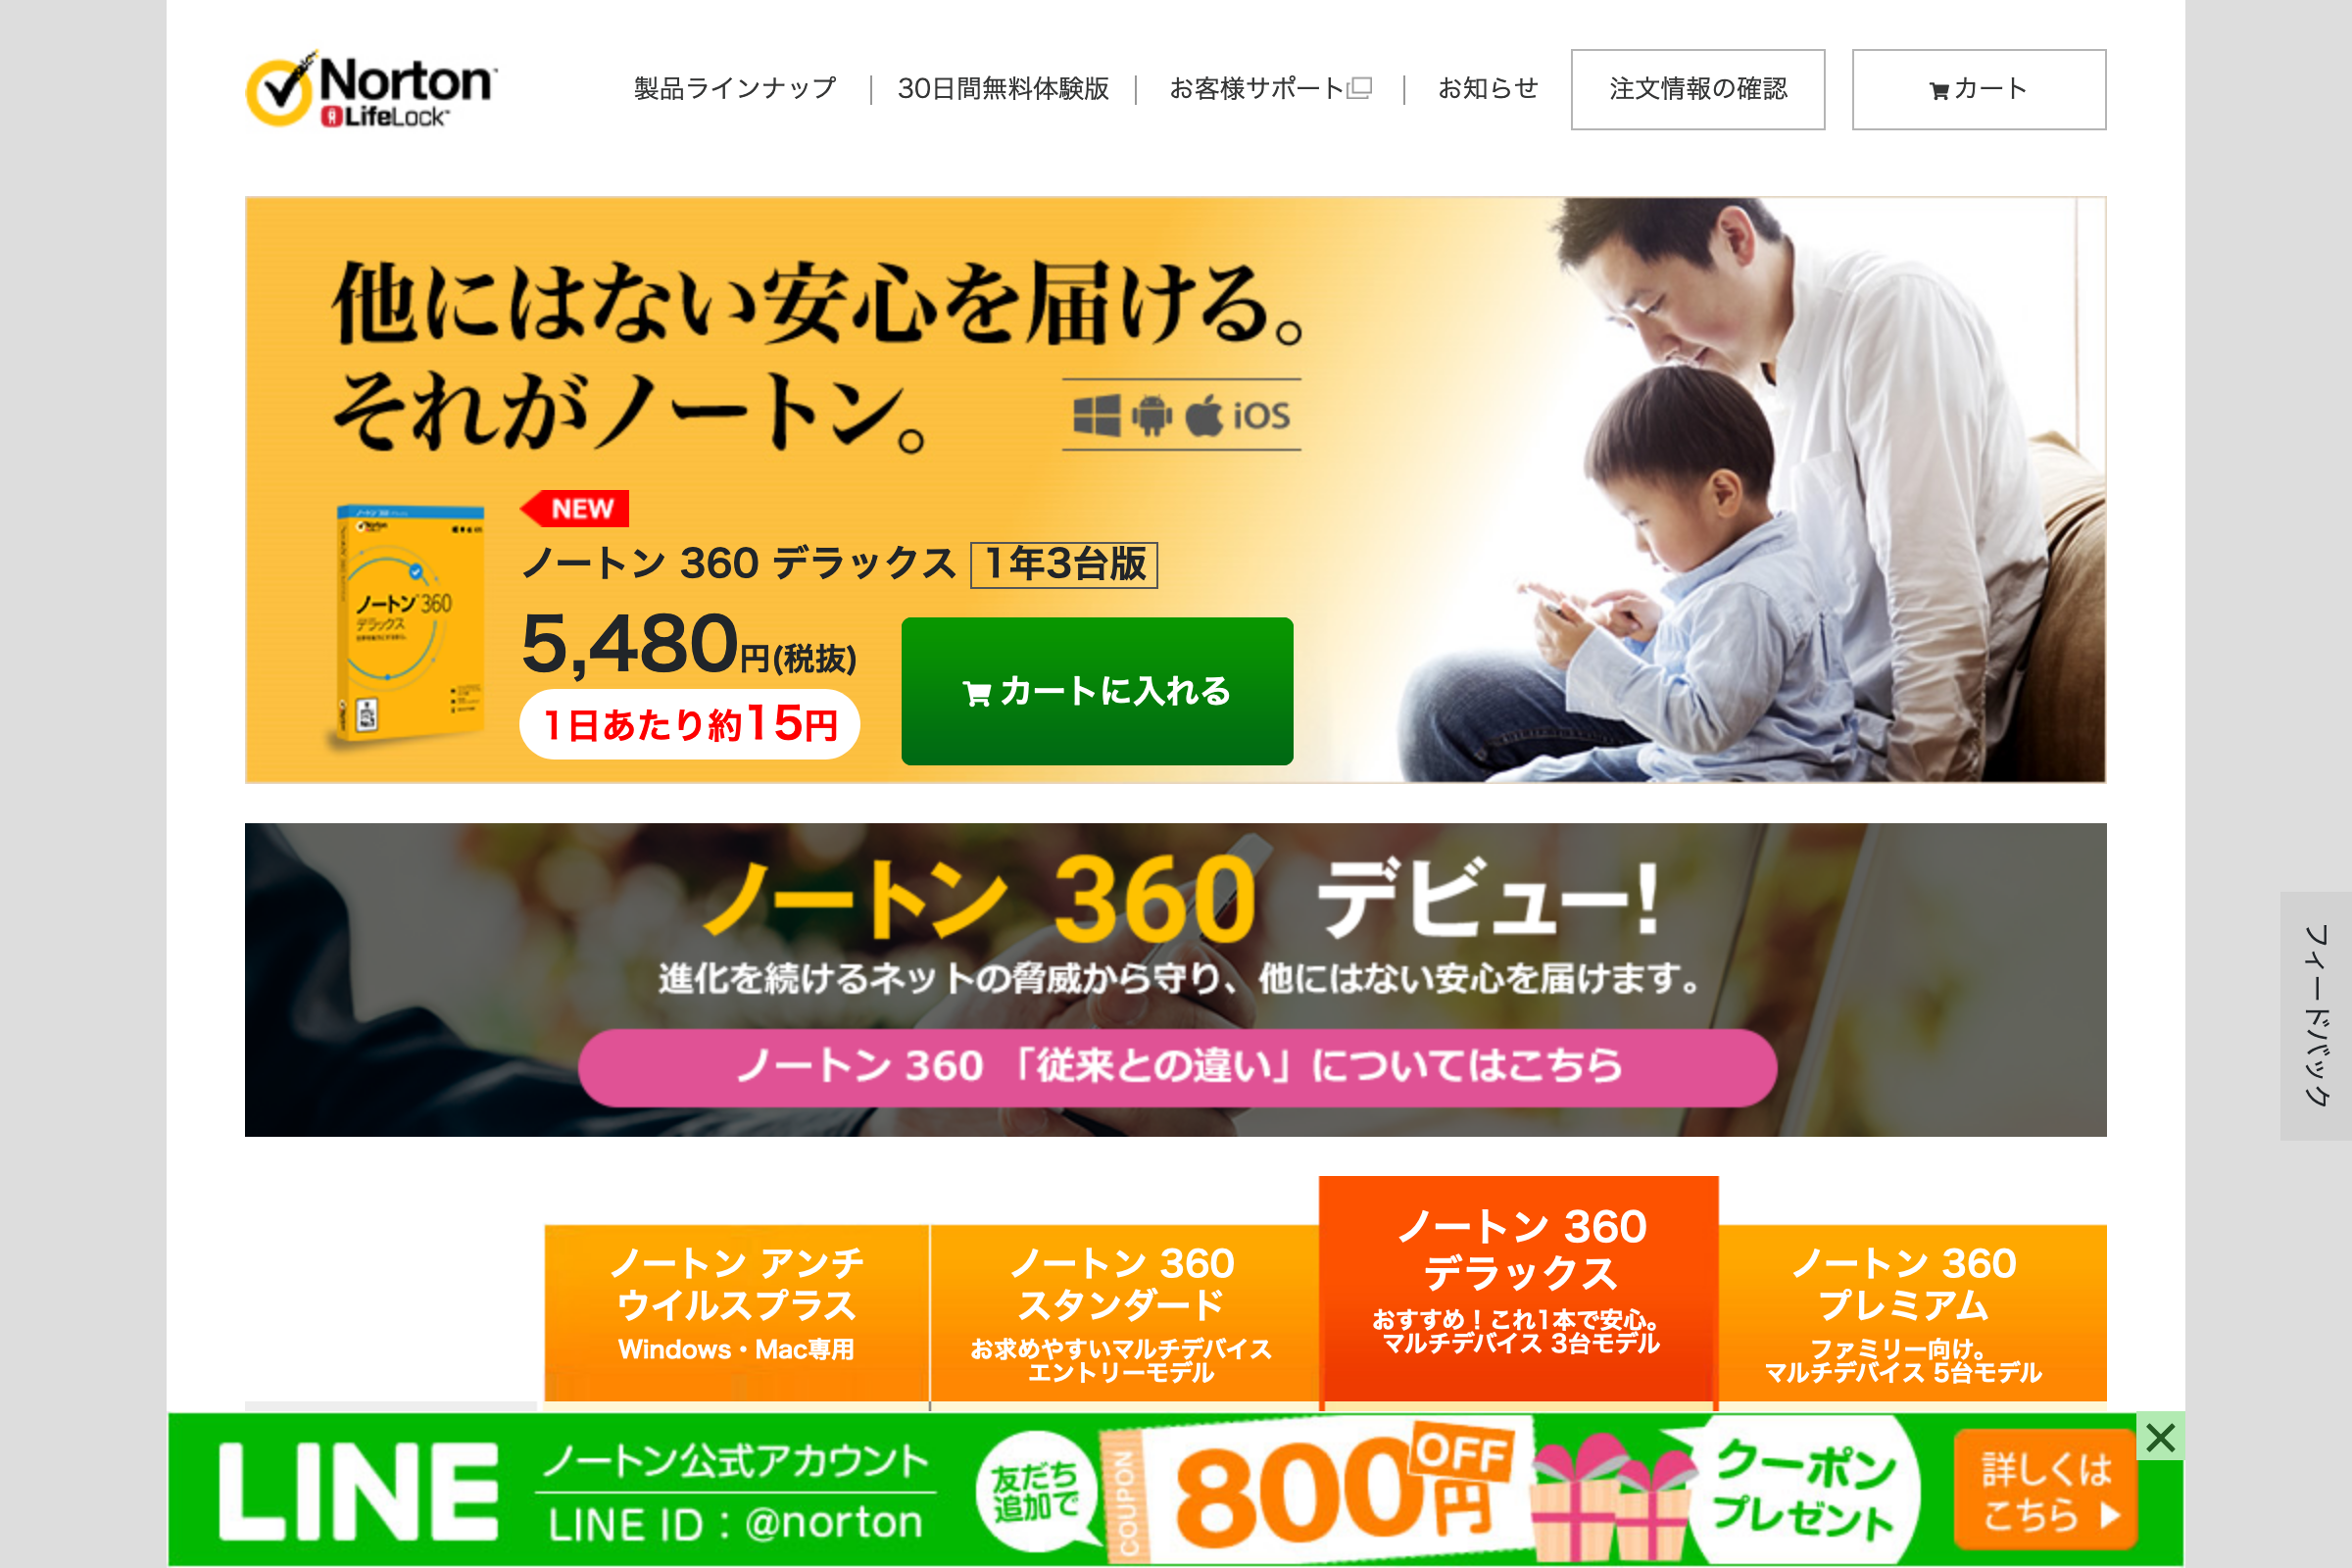 Norton
LifeLock
製品ラインナップ
30日間無料体験版
お客様サポート
お知らせ
注文情報の確認
カート
他にはない安心を届ける。
それがノートン。
iOS
NEW
ノートン 360 デラックス 1年3台版
5,480円(税抜)
1日あたり約15円
カートに入れる
Norton
ノートン 360
デラックス
ノートン 360 デビュー!
進化を続けるネットの脅威から守り、他にはない安心を届けます。
ノートン 360 「従来との違い」についてはこちら
フィードバック
ノートン アンチ
ウイルスプラス
Windows・Mac専用
ノートン 360
スタンダード
お求めやすいマルチデバイス
エントリーモデル
ノートン 360
デラックス
おすすめ！これ1本で安心。
マルチデバイス 3台モデル
ノートン 360
プレミアム
ファミリー向け。
マルチデバイス 5台モデル
LINE
ノートン公式アカウント
LINE ID：@norton
友だち
追加で
COUPON
800円
OFF
クーポン
プレゼント
詳しくは
こちら